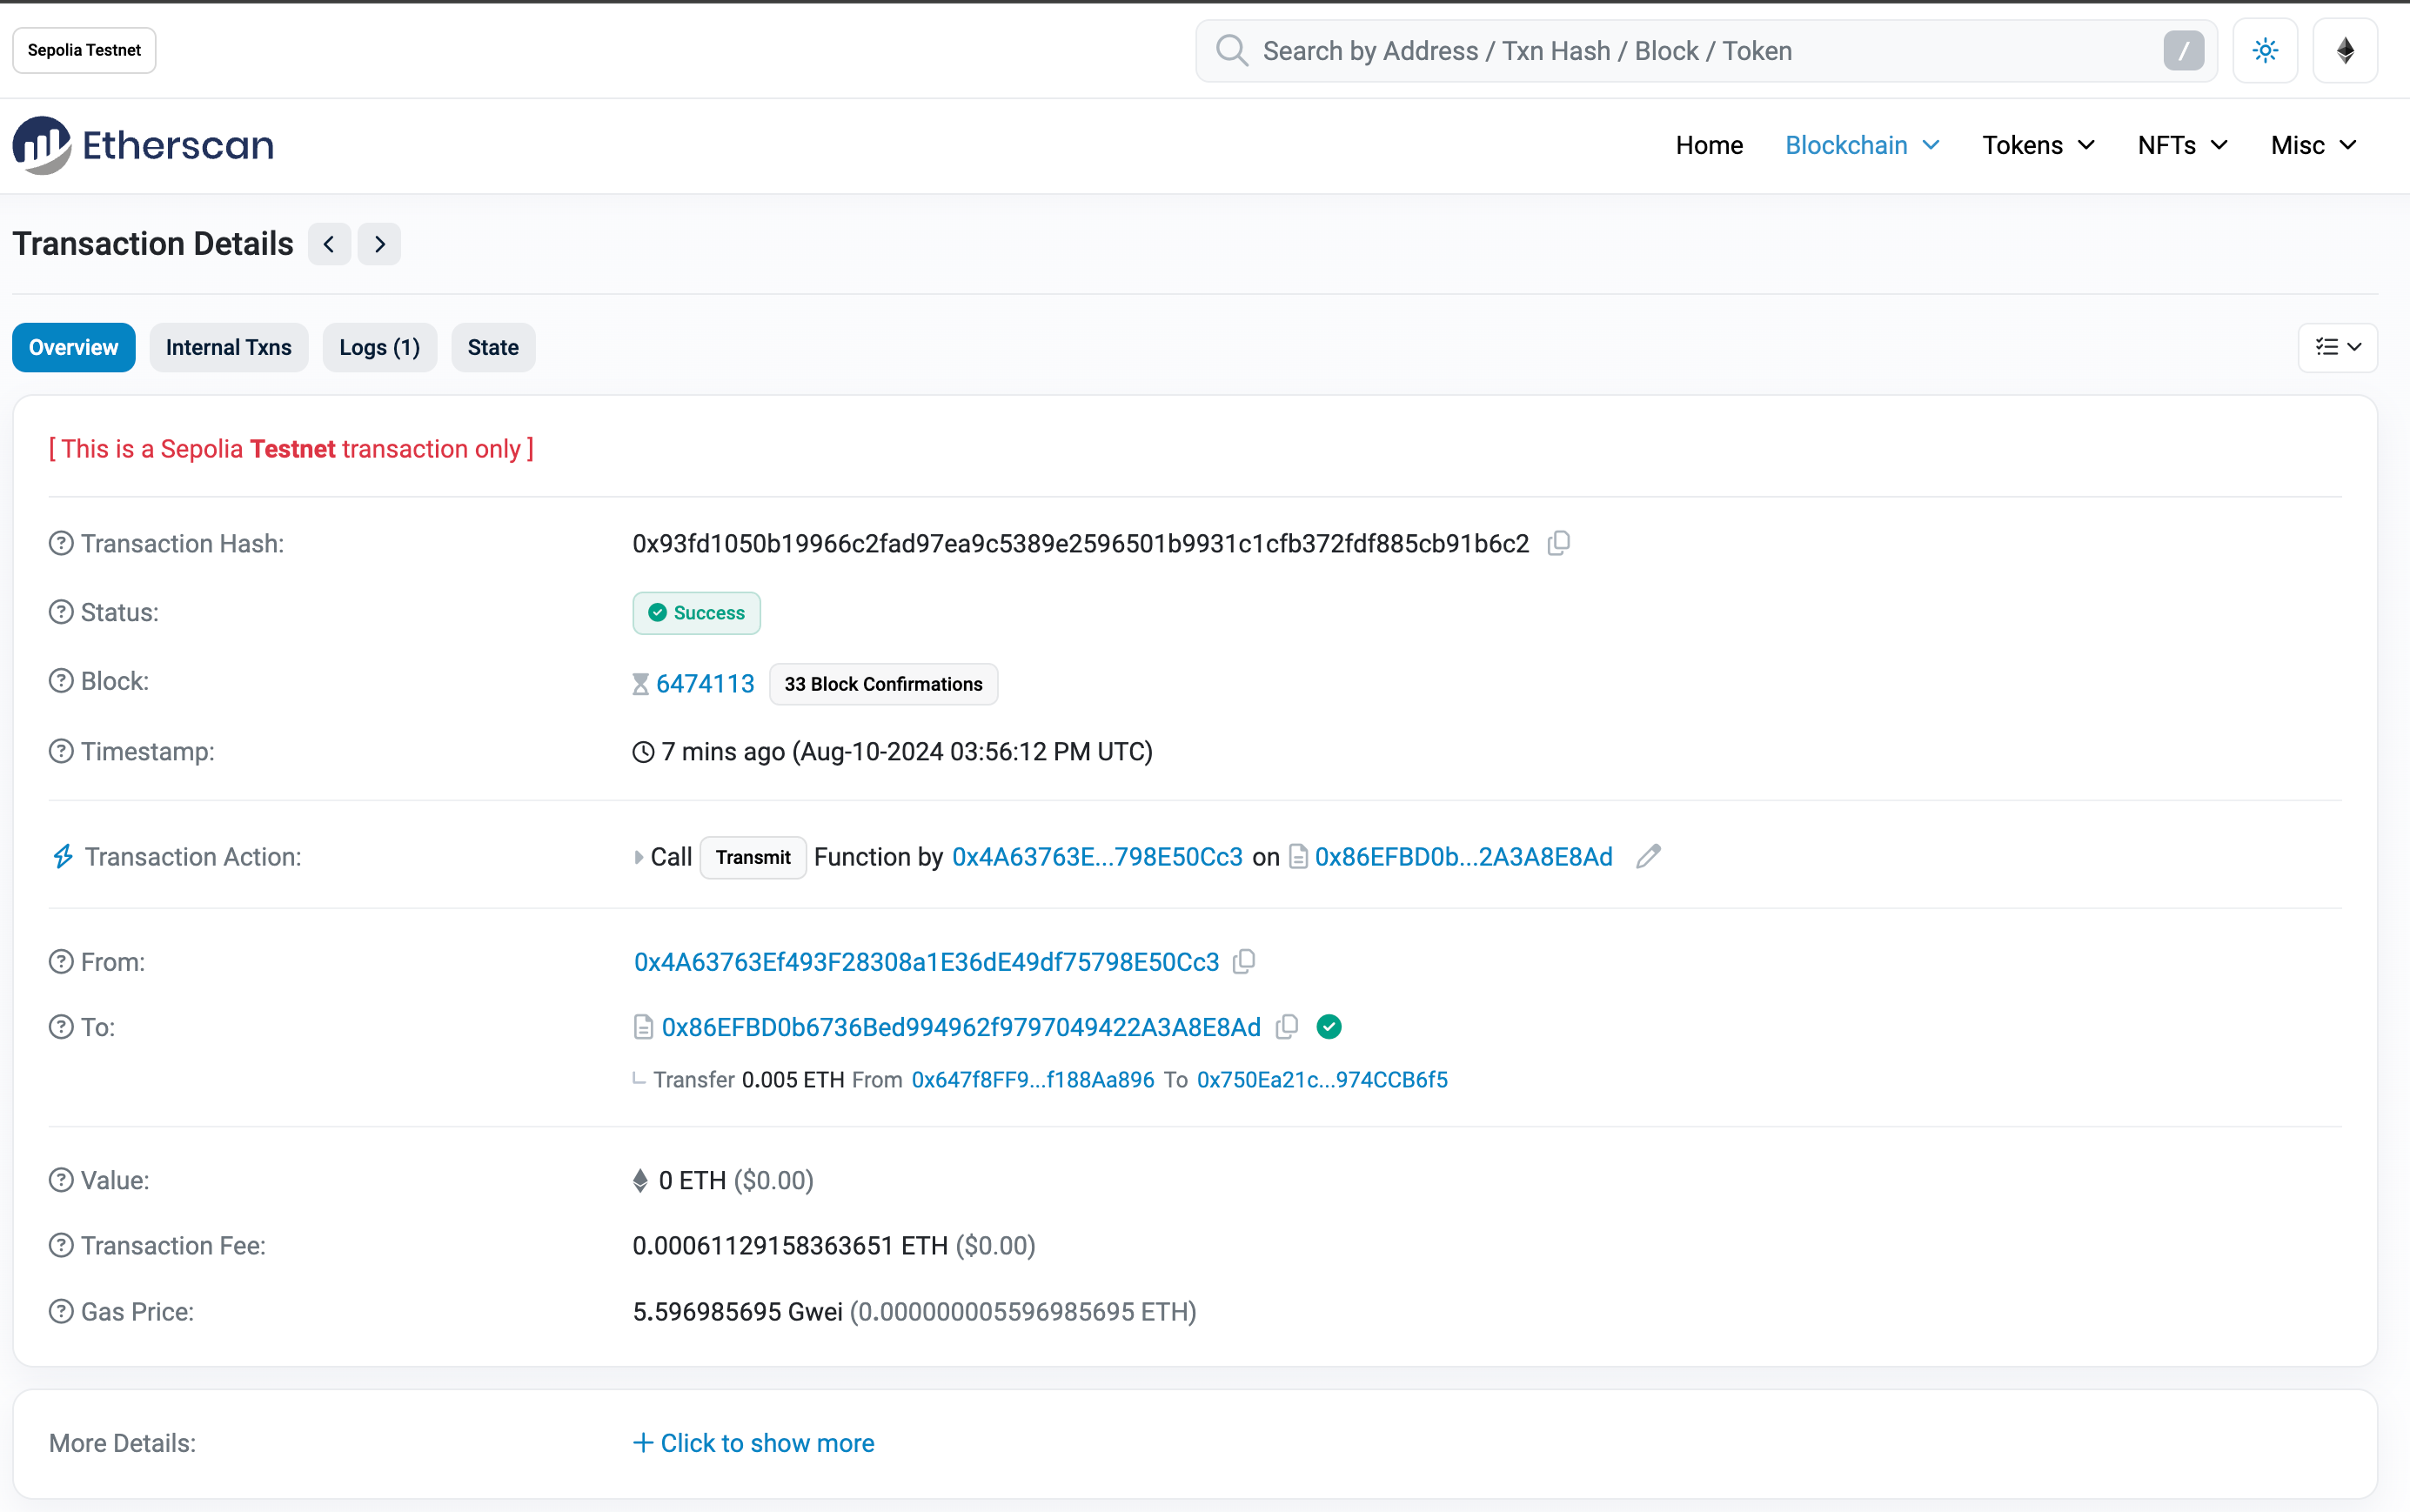 Sepolia Testnet
Search by Address / Txn Hash / Block / Token /
Etherscan
Home Blockchain Tokens NFTs Misc
Transaction Details
Overview Internal Txns Logs (1) State
[ This is a Sepolia Testnet transaction only ]
Transaction Hash: 0x93fd1050b19966c2fad97ea9c5389e2596501b9931c1cfb372fdf885cb91b6c2
Status: Success
Block: 6474113 33 Block Confirmations
Timestamp: 7 mins ago (Aug-10-2024 03:56:12 PM UTC)
Transaction Action: Call Transmit Function by 0x4A63763E...798E50Cc3 on 0x86EFBD0b...2A3A8E8Ad
From: 0x4A63763Ef493F28308a1E36dE49df75798E50Cc3
To: 0x86EFBD0b6736Bed994962f9797049422A3A8E8Ad
Transfer 0.005 ETH From 0x647f8FF9...f188Aa896 To 0x750Ea21c...974CCB6f5
Value: 0 ETH ($0.00)
Transaction Fee: 0.00061129158363651 ETH ($0.00)
Gas Price: 5.596985695 Gwei (0.000000005596985695 ETH)
More Details: + Click to show more